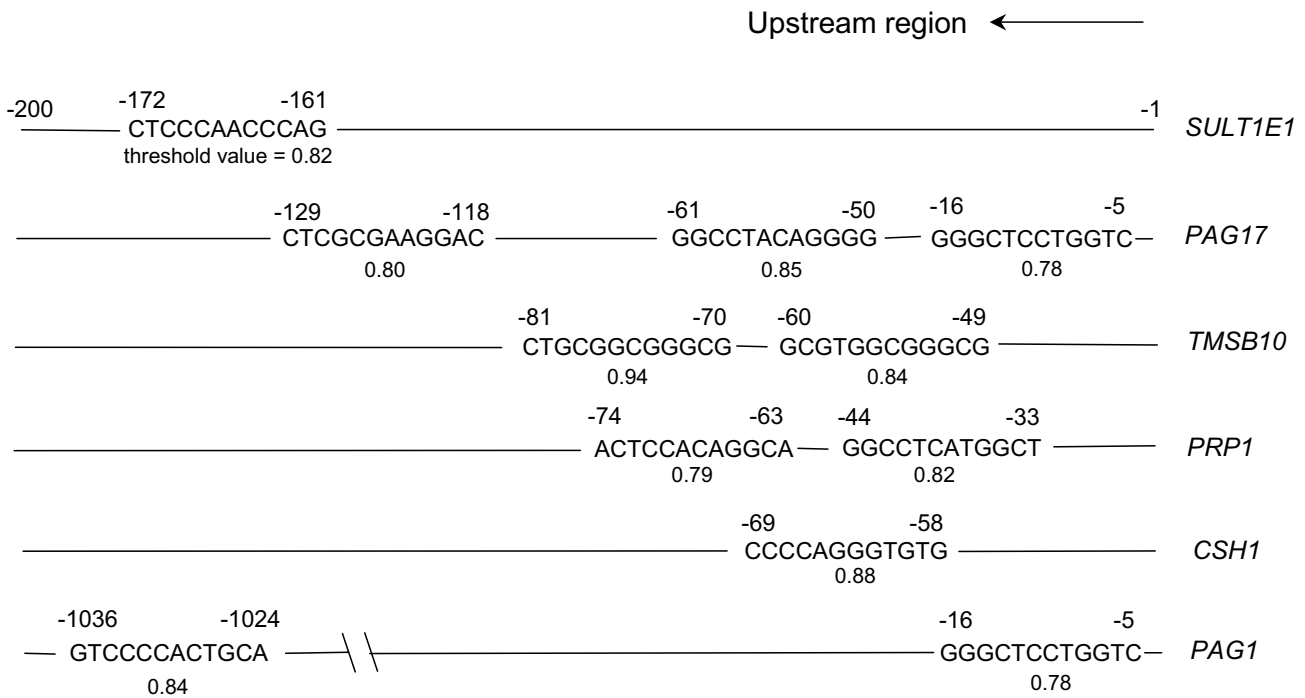 Upstream region
-200 -172 -161 -1
CTCCCAACCCAG SULT1E1
threshold value = 0.82
-129 -118 -61 -50 -16 -5
CTCGCGAAGGAC GGCCTACAGGGG GGGCTCCTGGTC PAG17
0.80 0.85 0.78
-81 -70 -60 -49
CTGCGGCGGGCG GCGTGGCGGGCG TMSB10
0.94 0.84
-74 -63 -44 -33
ACTCCACAGGCA GGCCTCATGGCT PRP1
0.79 0.82
-69 -58
CCCCAGGGTGTG CSH1
0.88
-1036 -1024 -16 -5
GTCCCCACTGCA GGGCTCCTGGTC PAG1
0.84 0.78